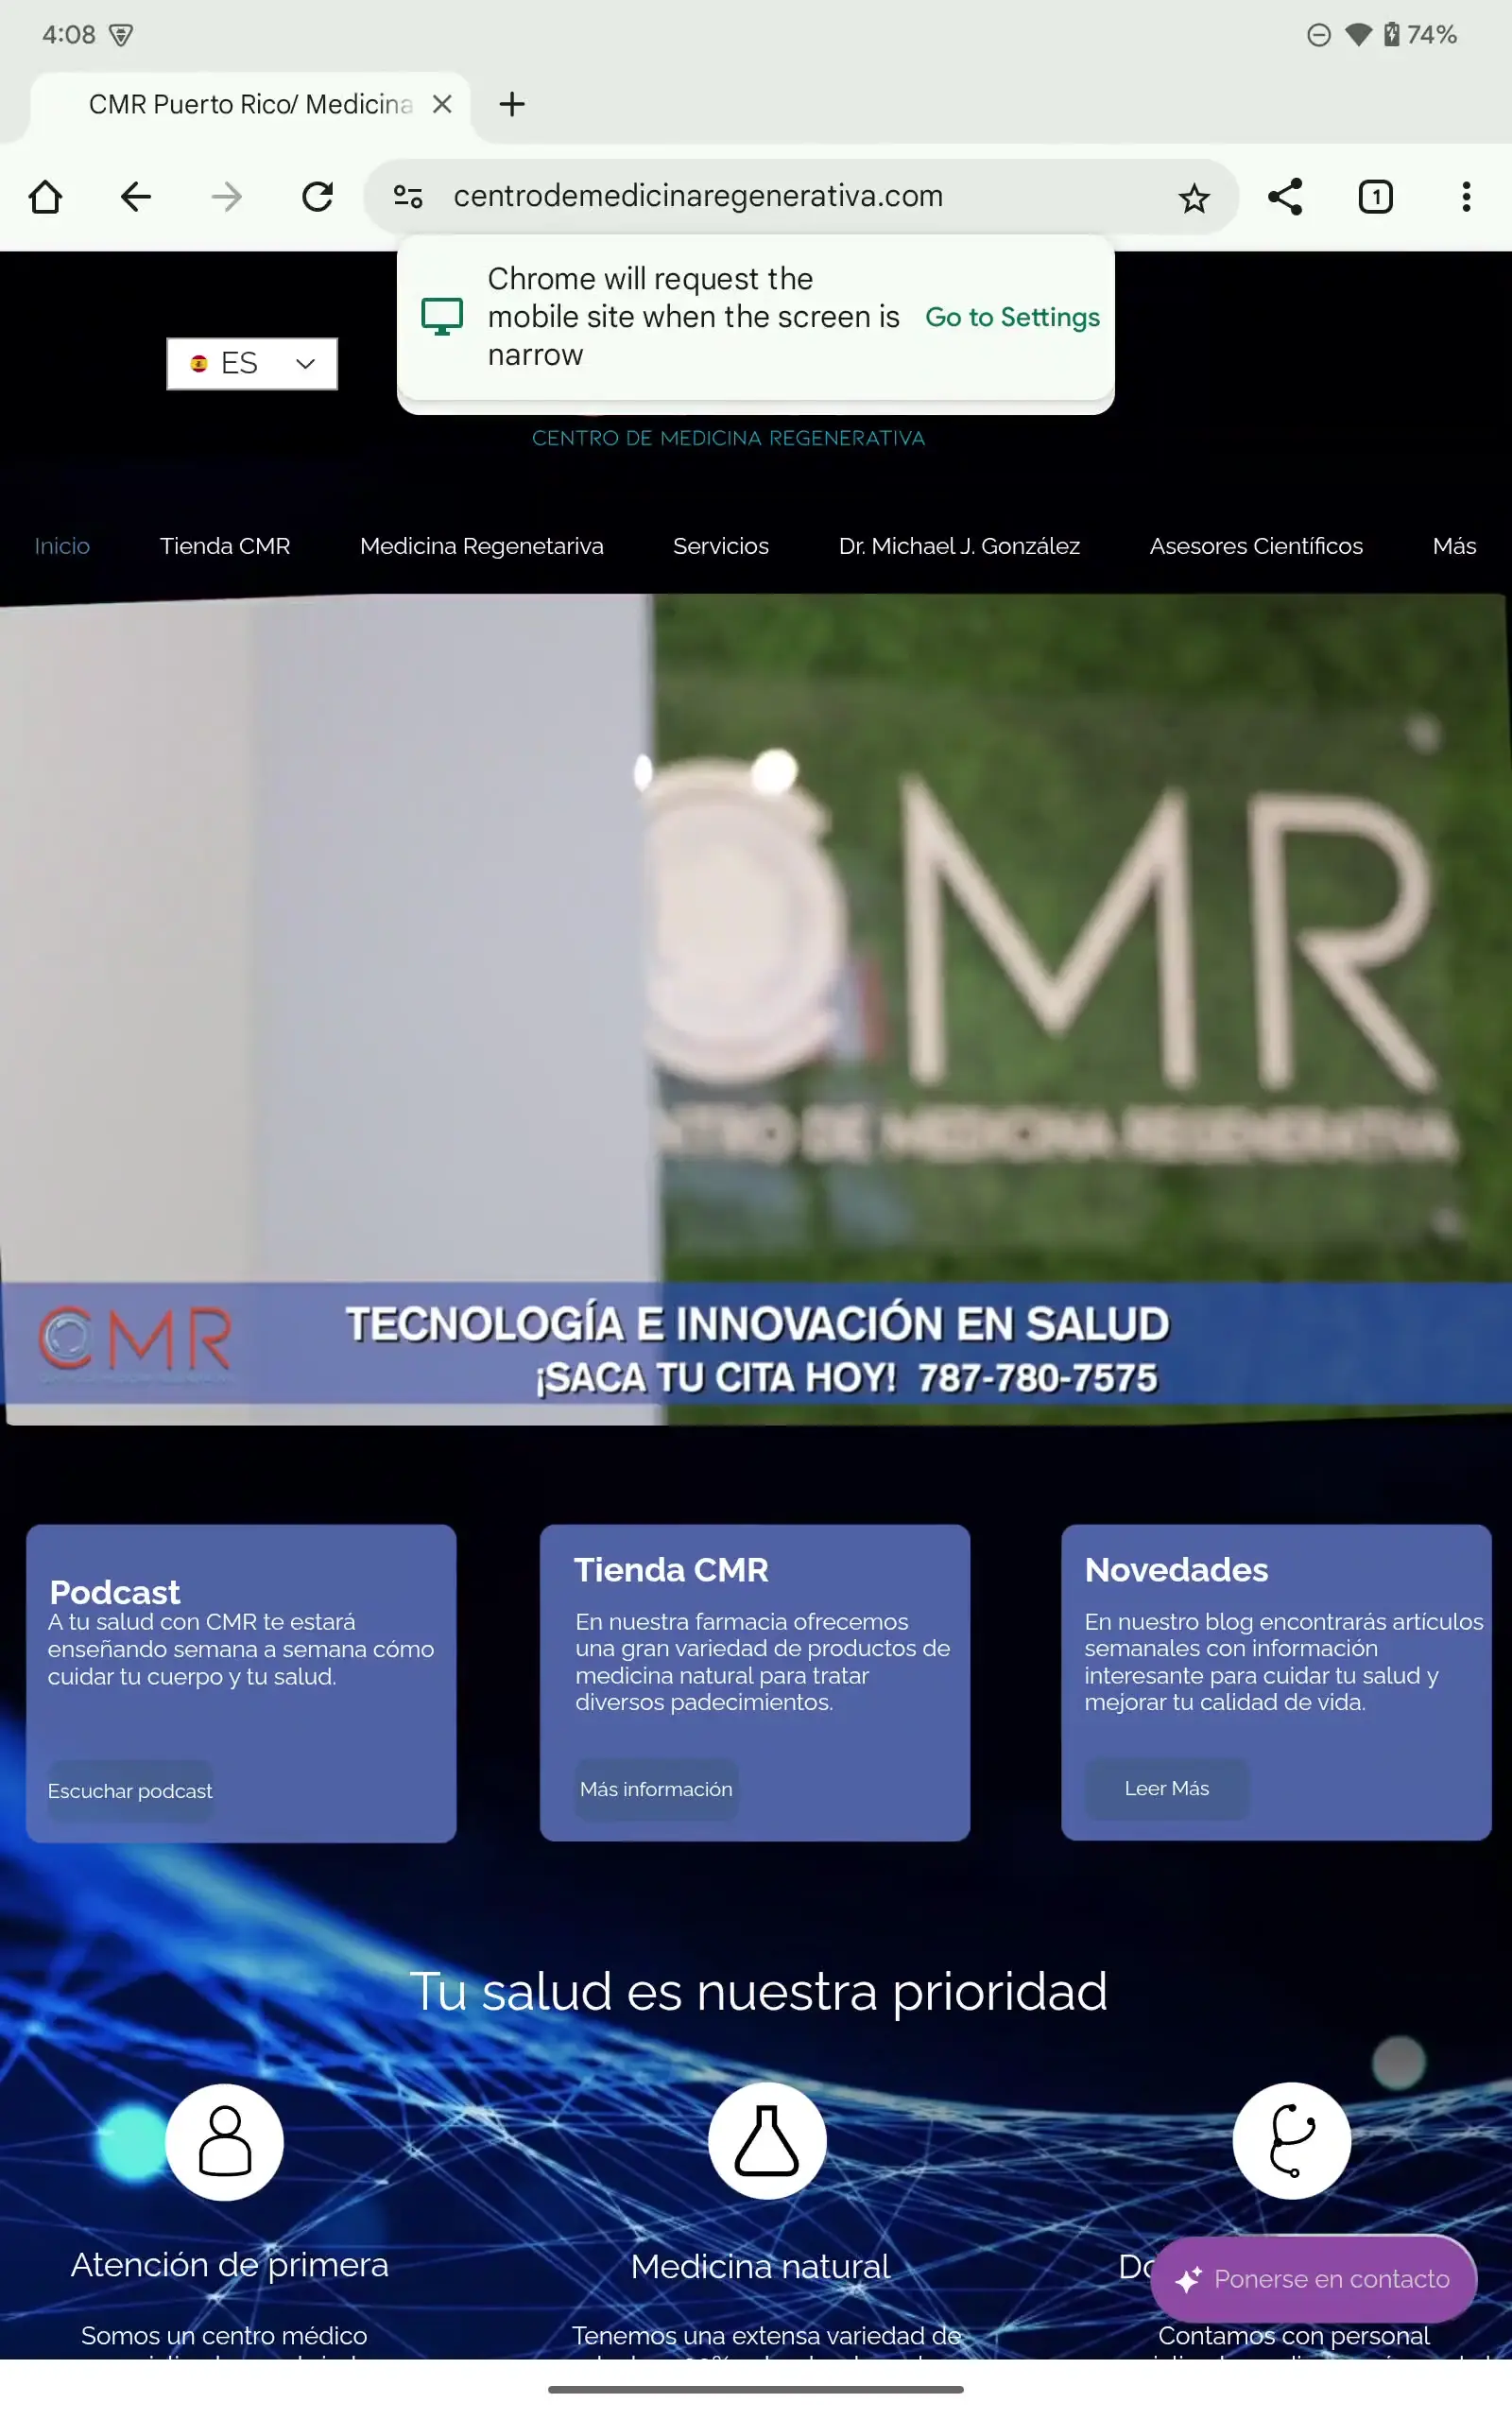 4:08
74%
CMR Puerto Rico/ Medicina
centrodemedicinaregenerativa.com
1
Chrome will request the
mobile site when the screen is
narrow
Go to Settings
ES
CENTRO DE MEDICINA REGENERATIVA
Inicio
Tienda CMR
Medicina Regenetariva
Servicios
Dr. Michael J. González
Asesores Científicos
Más
CMR
CENTRO DE MEDICINA REGENERATIVA
CMR
TECNOLOGÍA E INNOVACIÓN EN SALUD
¡SACA TU CITA HOY! 787-780-7575
Podcast
A tu salud con CMR te estará
enseñando semana a semana cómo
cuidar tu cuerpo y tu salud.
Escuchar podcast
Tienda CMR
En nuestra farmacia ofrecemos
una gran variedad de productos de
medicina natural para tratar
diversos padecimientos.
Más información
Novedades
En nuestro blog encontrarás artículos
semanales con información
interesante para cuidar tu salud y
mejorar tu calidad de vida.
Leer Más
Tu salud es nuestra prioridad
Atención de primera
Somos un centro médico
Medicina natural
Tenemos una extensa variedad de
Ponerse en contacto
Contamos con personal